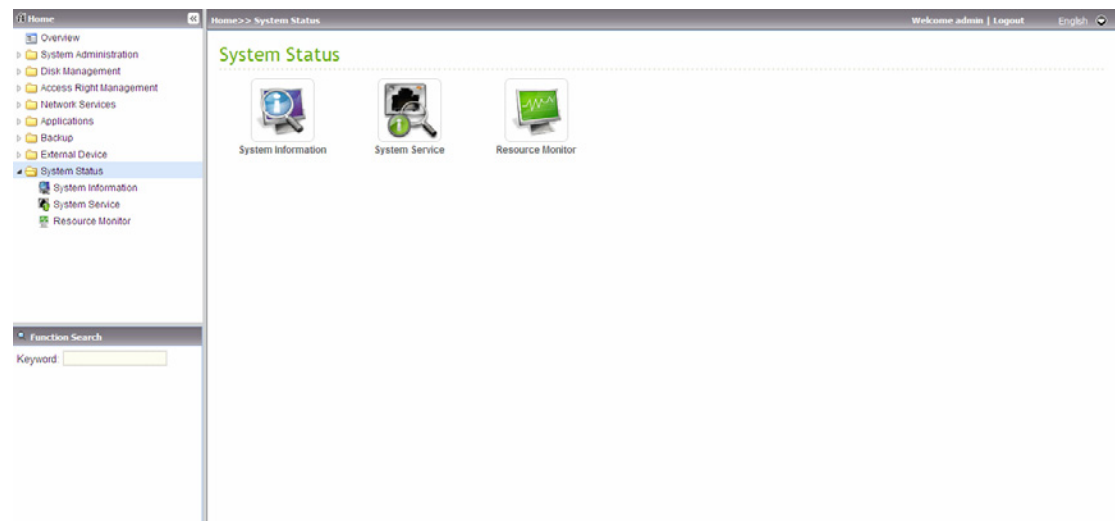 Home
Home>> System Status
Welcome admin | Logout
English
Overview
System Administration
Disk Management
Access Right Management
Network Services
Applications
Backup
External Device
System Status
System Information
System Service
Resource Monitor
Function Search
Keyword:
System Status
System Information
System Service
Resource Monitor